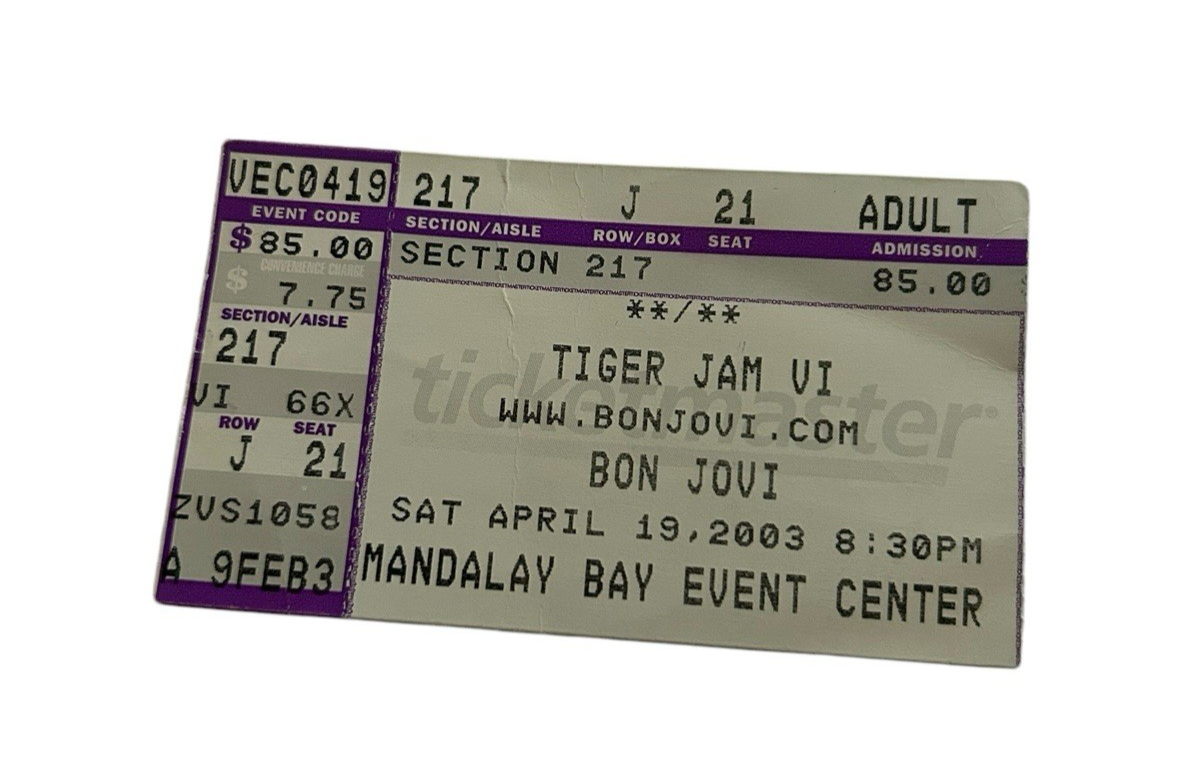 VEC0419
EVENT CODE
$ 85.00
CONVENIENCE CHARGE
$ 7.75
SECTION/AISLE
217
VI 66X
ROW SEAT
J 21
ZVS1058
A 9FEB3
217 J 21 ADULT
SECTION/AISLE ROW/BOX SEAT ADMISSION
SECTION 217 85.00
**/**
TIGER JAM VI
WWW.BONJOVI.COM
BON JOVI
SAT APRIL 19,2003 8:30PM
MANDALAY BAY EVENT CENTER
ticketmaster